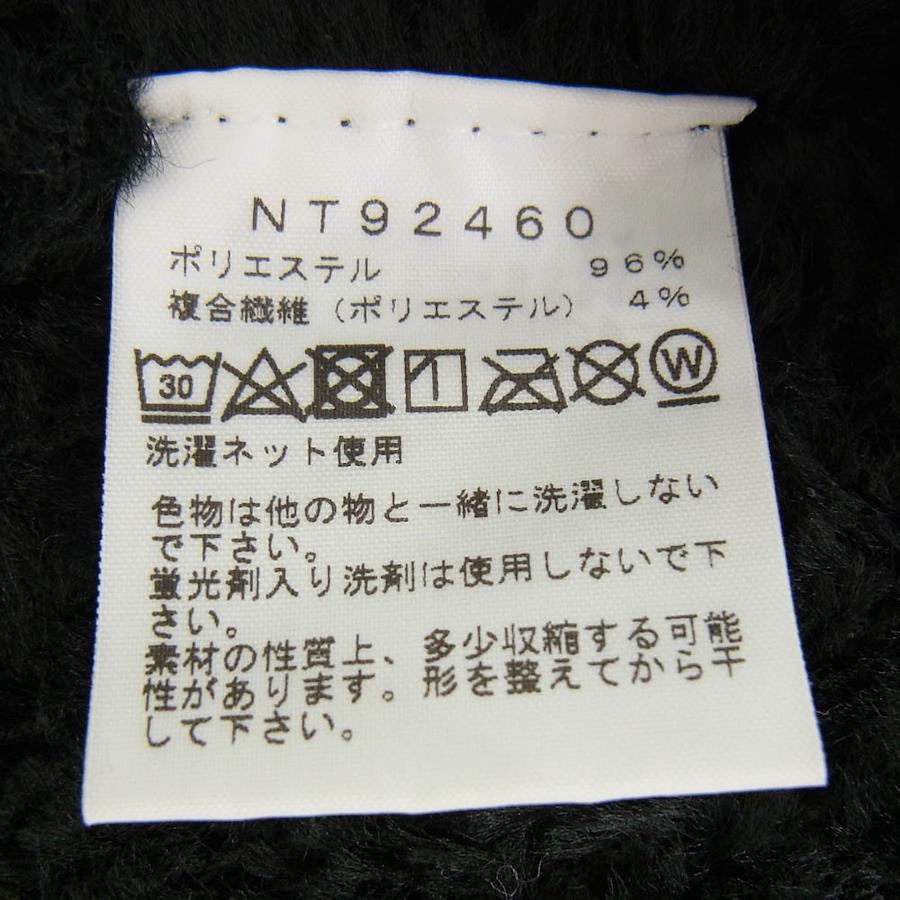 NT92460
ポリエステル 96%
複合繊維（ポリエステル） 4%
30 W
洗濯ネット使用
色物は他の物と一緒に洗濯しない
で下さい。
蛍光剤入り洗剤は使用しないで下
さい。
素材の性質上、多少収縮する可能
性があります。形を整えてから干
して下さい。